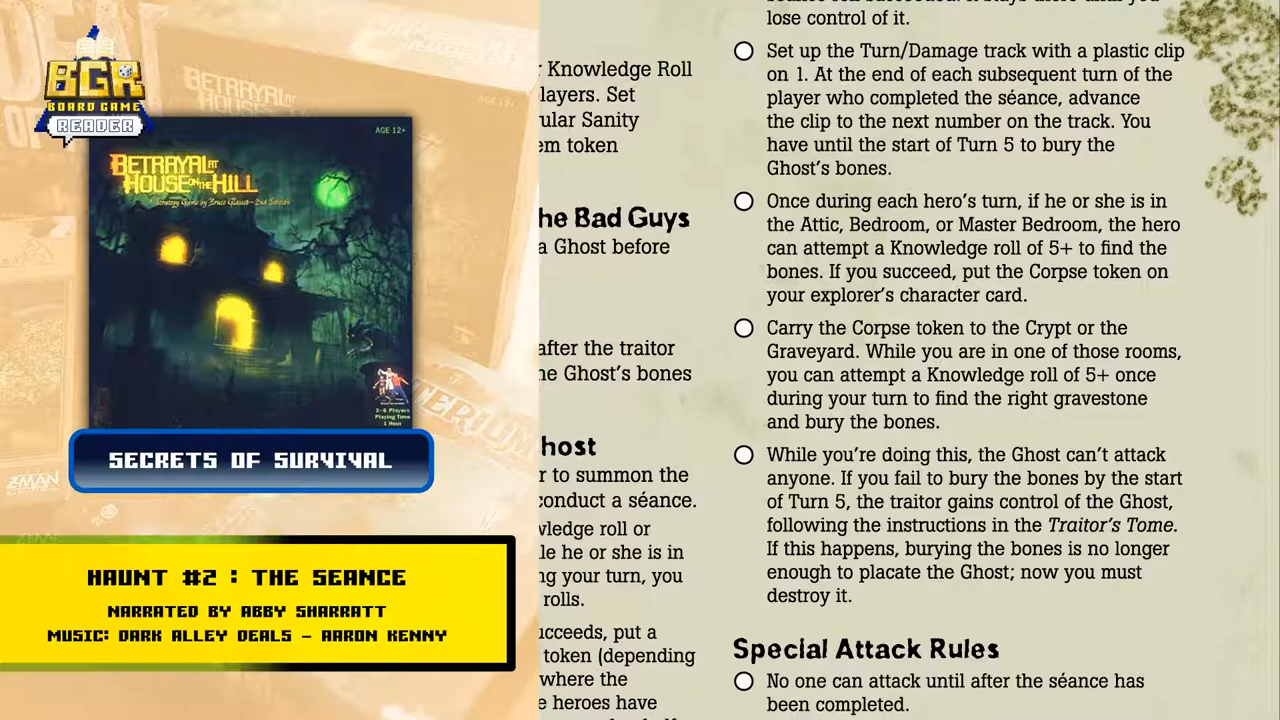 BGR
BOARD GAME
READER
AGE 12+
BETRAYAL AT
HOUSE ON THE HILL
3-6 Players
Playing Time
1 Hour
SECRETS OF SURVIVAL
HAUNT #2 : THE SEANCE
NARRATED BY ABBY SHARRATT
MUSIC: DARK ALLEY DEALS - AARON KENNY
Knowledge Roll
layers. Set
ular Sanity
em token
he Bad Guys
a Ghost before
after the traitor
he Ghost's bones
host
r to summon the
conduct a séance.
wledge roll or
le he or she is in
ng your turn, you
rolls.
ucceeds, put a
token (depending
where the
e heroes have
lose control of it.
Set up the Turn/Damage track with a plastic clip
on 1. At the end of each subsequent turn of the
player who completed the séance, advance
the clip to the next number on the track. You
have until the start of Turn 5 to bury the
Ghost's bones.
Once during each hero's turn, if he or she is in
the Attic, Bedroom, or Master Bedroom, the hero
can attempt a Knowledge roll of 5+ to find the
bones. If you succeed, put the Corpse token on
your explorer's character card.
Carry the Corpse token to the Crypt or the
Graveyard. While you are in one of those rooms,
you can attempt a Knowledge roll of 5+ once
during your turn to find the right gravestone
and bury the bones.
While you're doing this, the Ghost can't attack
anyone. If you fail to bury the bones by the start
of Turn 5, the traitor gains control of the Ghost,
following the instructions in the Traitor's Tome.
If this happens, burying the bones is no longer
enough to placate the Ghost; now you must
destroy it.
Special Attack Rules
No one can attack until after the séance has
been completed.